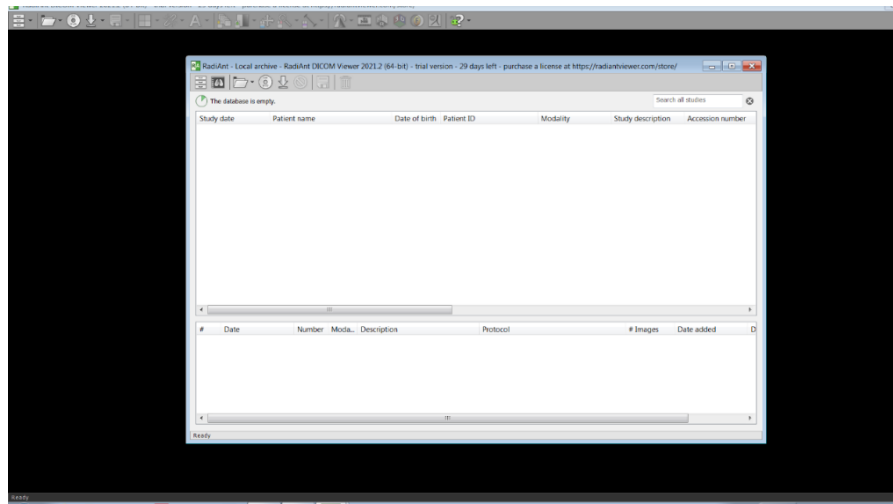 RadiAnt - Local archive - RadiAnt DICOM Viewer 2021.2 (64-bit) - trial version - 29 days left - purchase a license at https://radiantviewer.com/store/
The database is empty.
Search all studies
Study date Patient name Date of birth Patient ID Modality Study description Accession number
# Date Number Moda... Description Protocol # Images Date added D
Ready
Ready